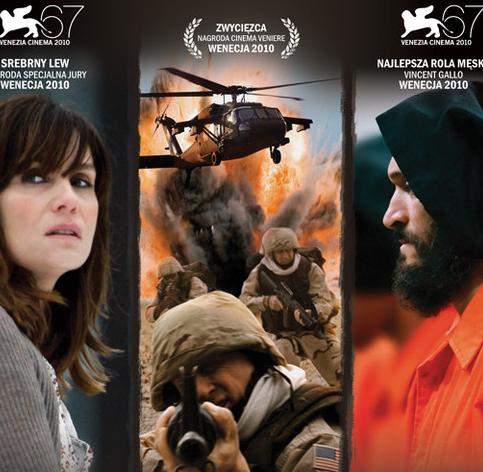 67
VENEZIA CINEMA 2010
SREBRNY LEW
RODA SPECJALNA JURY
WENECJA 2010
ZWYCIĘZCA
NAGRODA CINEMA VENIERE
WENECJA 2010
67
VENEZIA CINEMA 2010
NAJLEPSZA ROLA MĘSK
VINCENT GALLO
WENECJA 2010